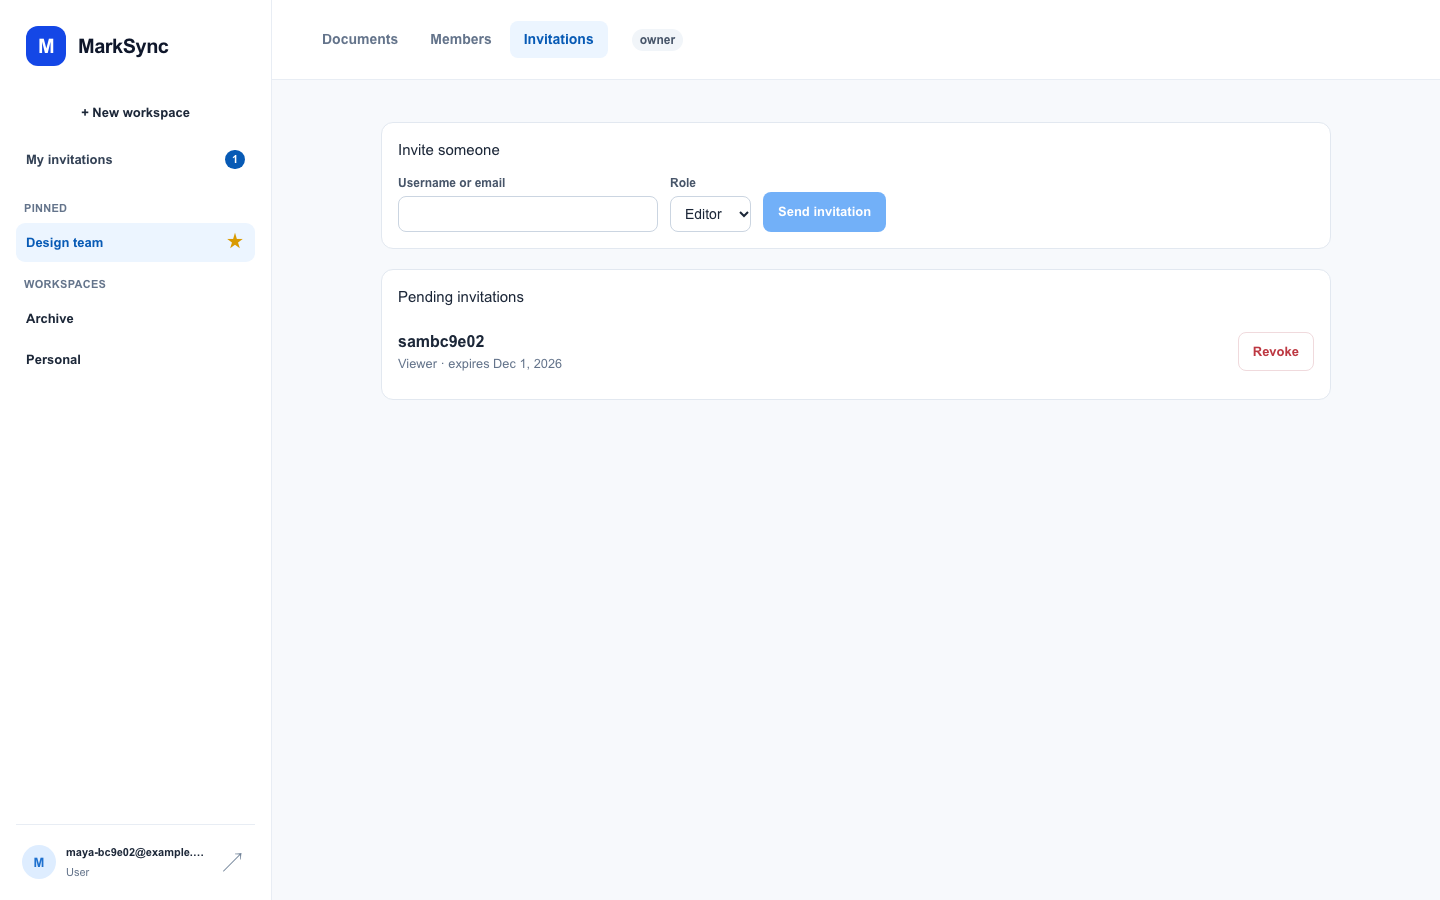 M MarkSync
+ New workspace
My invitations 1
PINNED
Design team
WORKSPACES
Archive
Personal
M
maya-bc9e02@example....
User
Documents Members Invitations owner
Invite someone
Username or email Role
Editor Send invitation
Pending invitations
sambc9e02
Viewer · expires Dec 1, 2026
Revoke